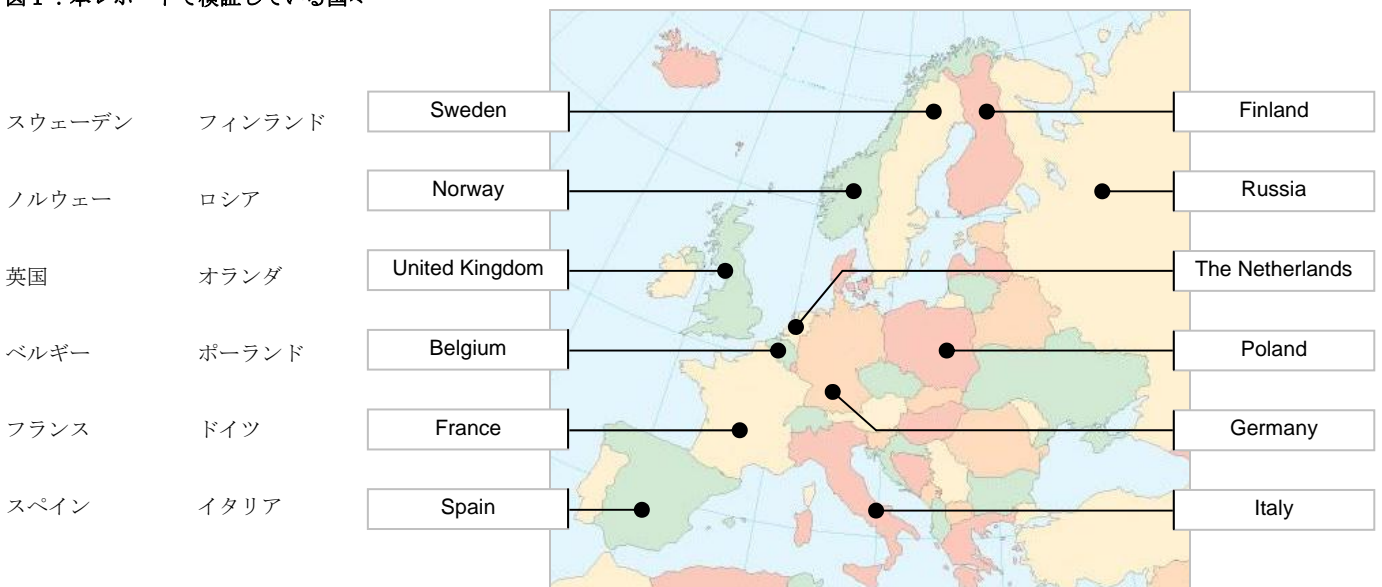 図１：本レポートで検証している国々
スウェーデン フィンランド Sweden Finland
ノルウェー ロシア Norway Russia
英国 オランダ United Kingdom The Netherlands
ベルギー ポーランド Belgium Poland
フランス ドイツ France Germany
スペイン イタリア Spain Italy